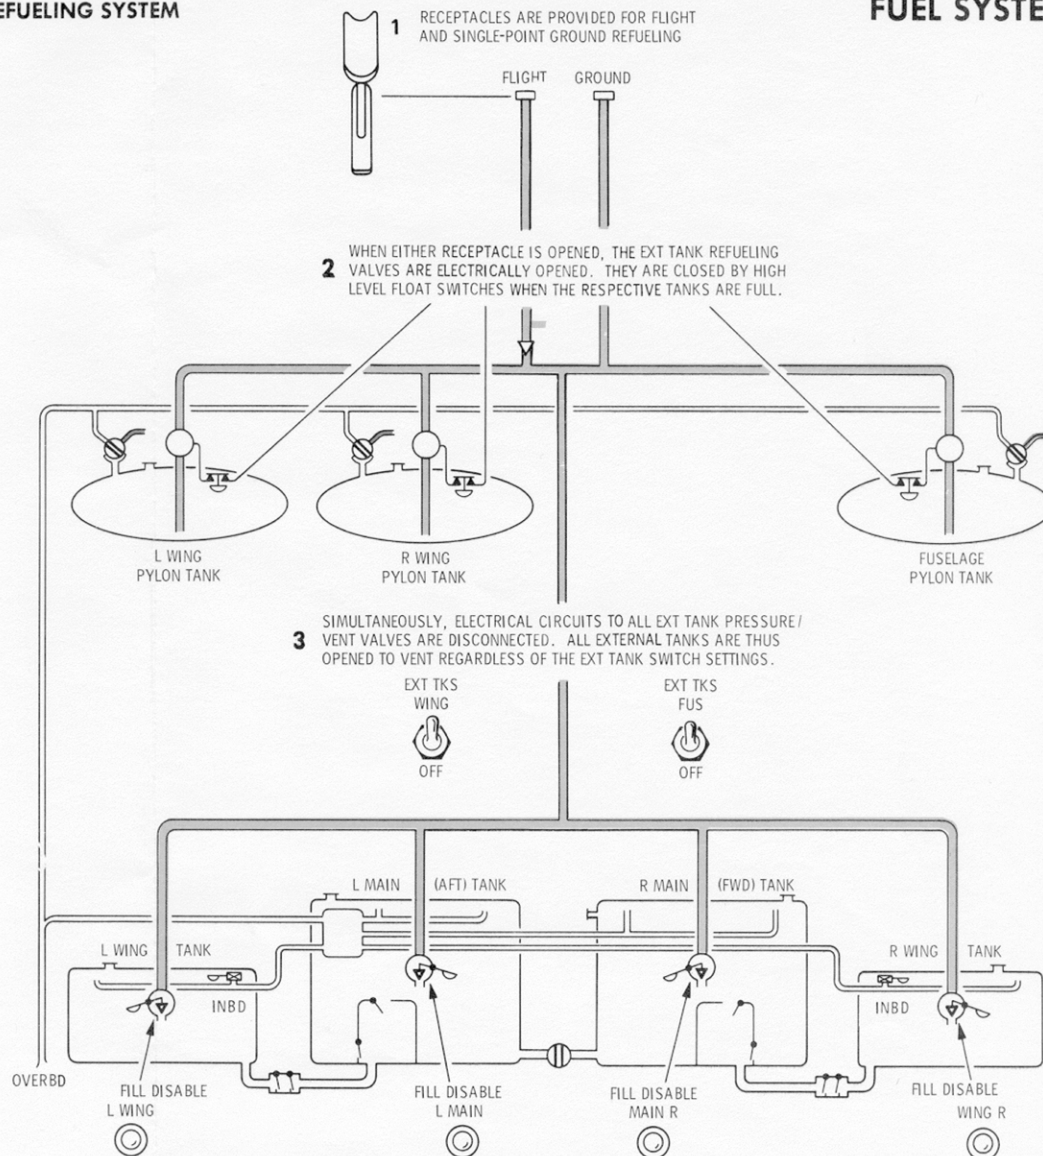 EFUELING SYSTEM
FUEL SYSTE
1 RECEPTACLES ARE PROVIDED FOR FLIGHT
AND SINGLE-POINT GROUND REFUELING
FLIGHT GROUND
2 WHEN EITHER RECEPTACLE IS OPENED, THE EXT TANK REFUELING
VALVES ARE ELECTRICALLY OPENED. THEY ARE CLOSED BY HIGH
LEVEL FLOAT SWITCHES WHEN THE RESPECTIVE TANKS ARE FULL.
L WING
PYLON TANK
R WING
PYLON TANK
FUSELAGE
PYLON TANK
3 SIMULTANEOUSLY, ELECTRICAL CIRCUITS TO ALL EXT TANK PRESSURE/
VENT VALVES ARE DISCONNECTED. ALL EXTERNAL TANKS ARE THUS
OPENED TO VENT REGARDLESS OF THE EXT TANK SWITCH SETTINGS.
EXT TKS
WING
OFF
EXT TKS
FUS
OFF
L MAIN (AFT) TANK
R MAIN (FWD) TANK
L WING TANK
R WING TANK
INBD
INBD
OVERBD
FILL DISABLE
L WING
FILL DISABLE
L MAIN
FILL DISABLE
MAIN R
FILL DISABLE
WING R